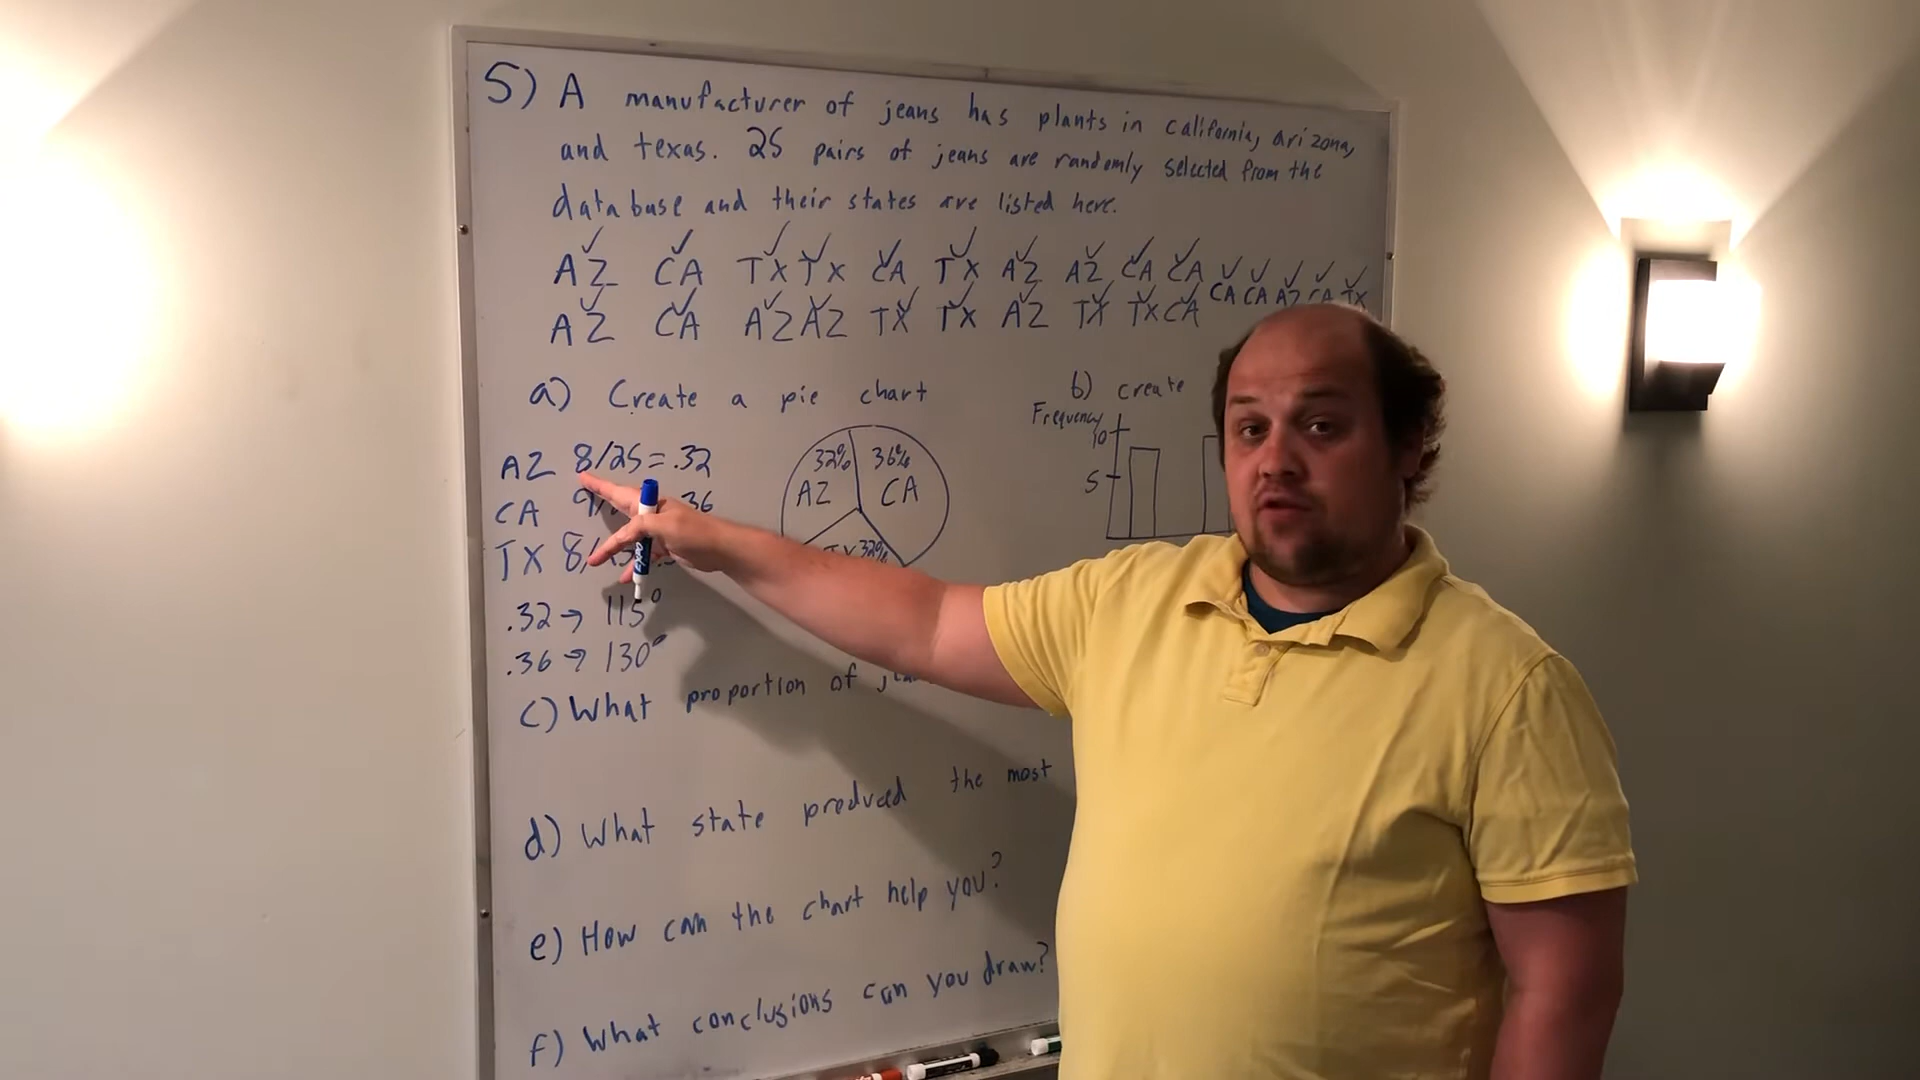 5) A manufacturer of jeans has plants in california, arizona,
and texas. 25 pairs of jeans are randomly selected from the
database and their states are listed here.
AZ CA TX TX CA TX AZ AZ CA CA CA CA AZ CA TX
AZ CA AZ AZ TX TX AZ TX TX CA
a) Create a pie chart
b) create
Frequency
10
5
AZ 8/25 = .32
CA 9/ .36
TX 8/
32% AZ
36% CA
TX 32%
.32 → 115°
.36 → 130°
c) What proportion of
d) What state produced the most
e) How can the chart help you?
f) What conclusions can you draw?
EXPO